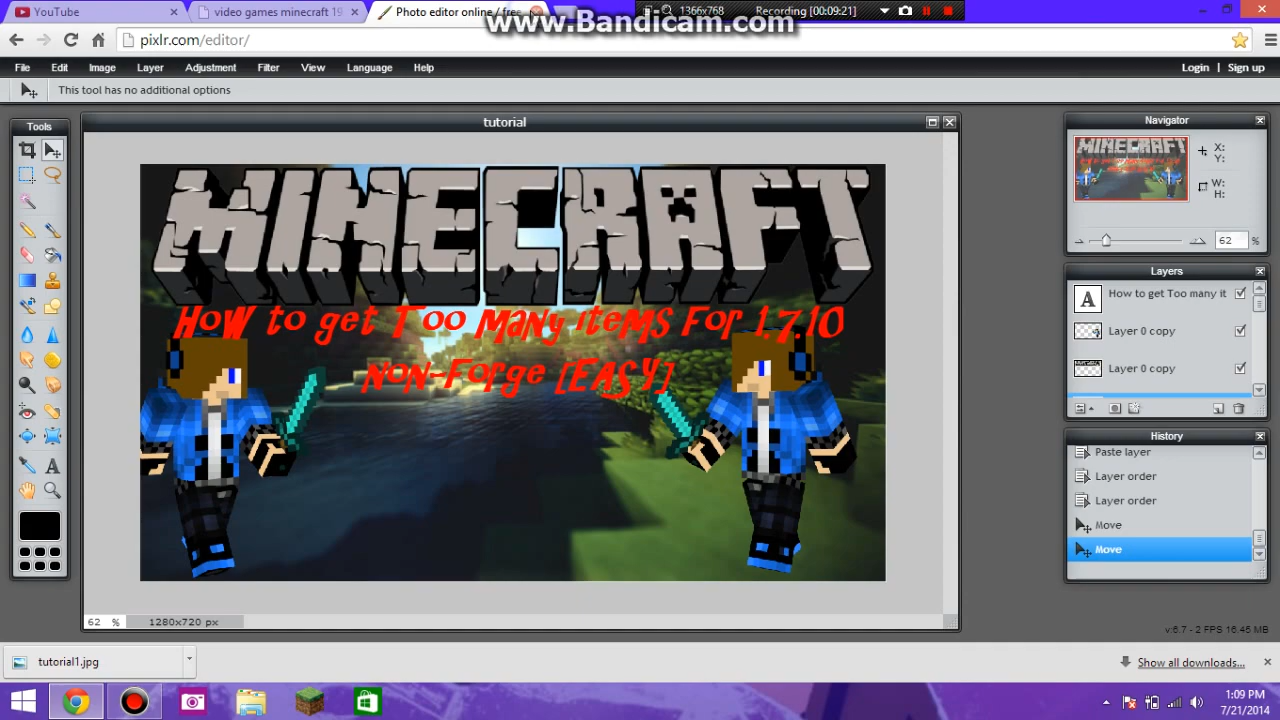 YouTube
video games minecraft 19
Photo editor online / free
www.Bandicam.com
1366x768
Recording [00:09:21]
pixlr.com/editor/
File Edit Image Layer Adjustment Filter View Language Help
Login | Sign up
This tool has no additional options
Tools
tutorial
MINECRAFT
How to get Too Many items For 1.7.10
non-Forge [EASY]
62 %
1280x720 px
Navigator
X:
Y:
W:
H:
62 %
Layers
A How to get Too many it
Layer 0 copy
Layer 0 copy
History
Paste layer
Layer order
Layer order
Move
Move
v:6.7 - 2 FPS 16.45 MB
tutorial1.jpg
Show all downloads...
1:09 PM
7/21/2014